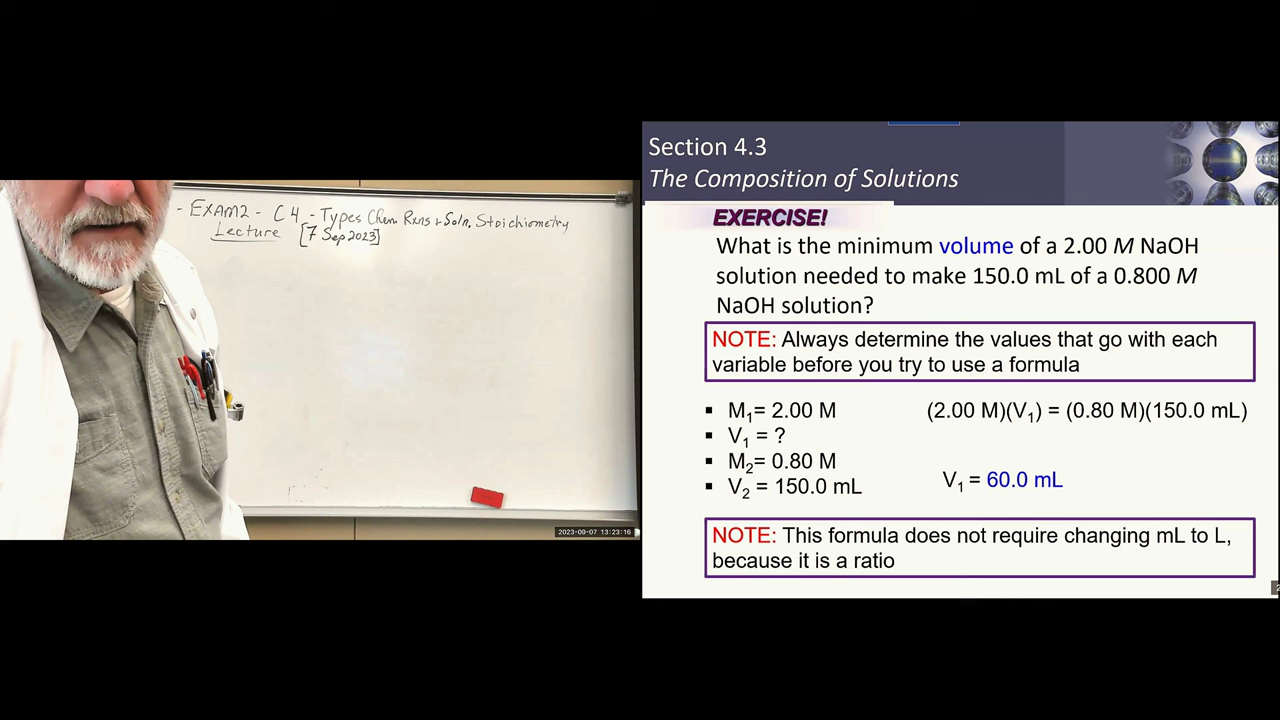 - EXAM2 - C4 - Types Chem Rxns + Soln. Stoichiometry
Lecture [7 Sep 2023]
2023-09-07 13:23:16
Section 4.3
The Composition of Solutions
EXERCISE!
What is the minimum volume of a 2.00 M NaOH
solution needed to make 150.0 mL of a 0.800 M
NaOH solution?
NOTE: Always determine the values that go with each
variable before you try to use a formula
▪ M₁= 2.00 M
▪ V₁ = ?
▪ M₂= 0.80 M
▪ V₂ = 150.0 mL
(2.00 M)(V₁) = (0.80 M)(150.0 mL)
V₁ = 60.0 mL
NOTE: This formula does not require changing mL to L,
because it is a ratio